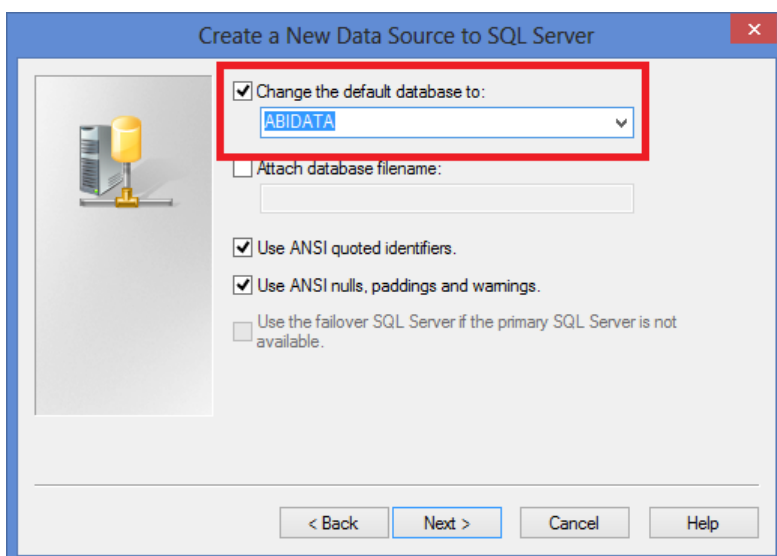 Create a New Data Source to SQL Server
Change the default database to:
ABIDATA
Attach database filename:
Use ANSI quoted identifiers.
Use ANSI nulls, paddings and warnings.
Use the failover SQL Server if the primary SQL Server is not
available.
< Back Next > Cancel Help